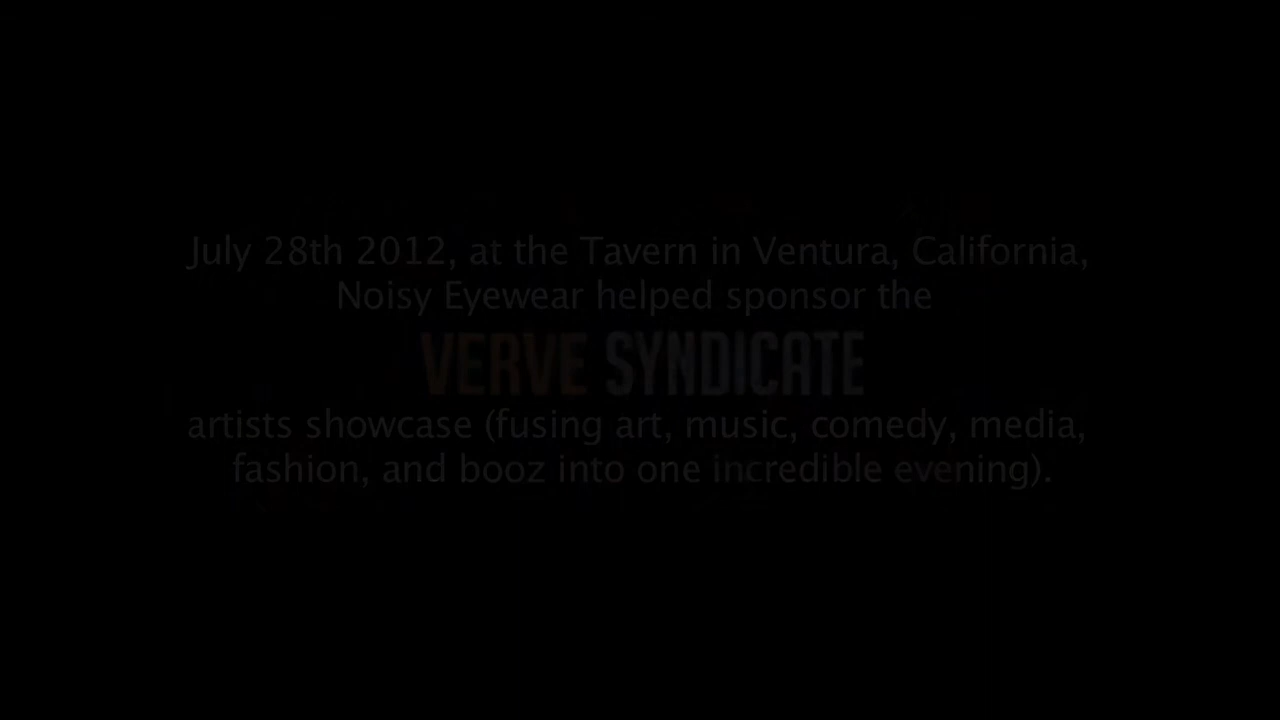 July 28th 2012, at the Tavern in Ventura, California,
Noisy Eyewear helped sponsor the
VERVE SYNDICATE
artists showcase (fusing art, music, comedy, media,
fashion, and booz into one incredible evening).